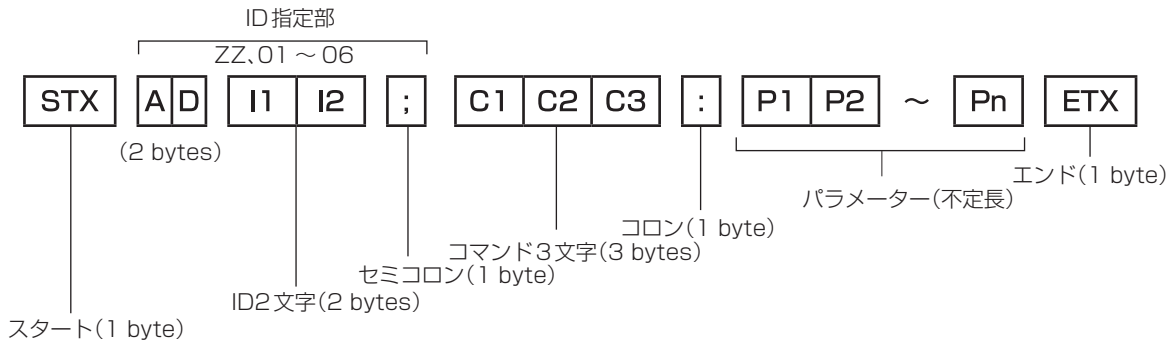 ID指定部
ZZ、01～06
STX A D I1 I2 ; C1 C2 C3 : P1 P2 ～ Pn ETX
(2 bytes)
エンド(1 byte)
パラメーター(不定長)
コロン(1 byte)
コマンド3文字(3 bytes)
セミコロン(1 byte)
ID2文字(2 bytes)
スタート(1 byte)